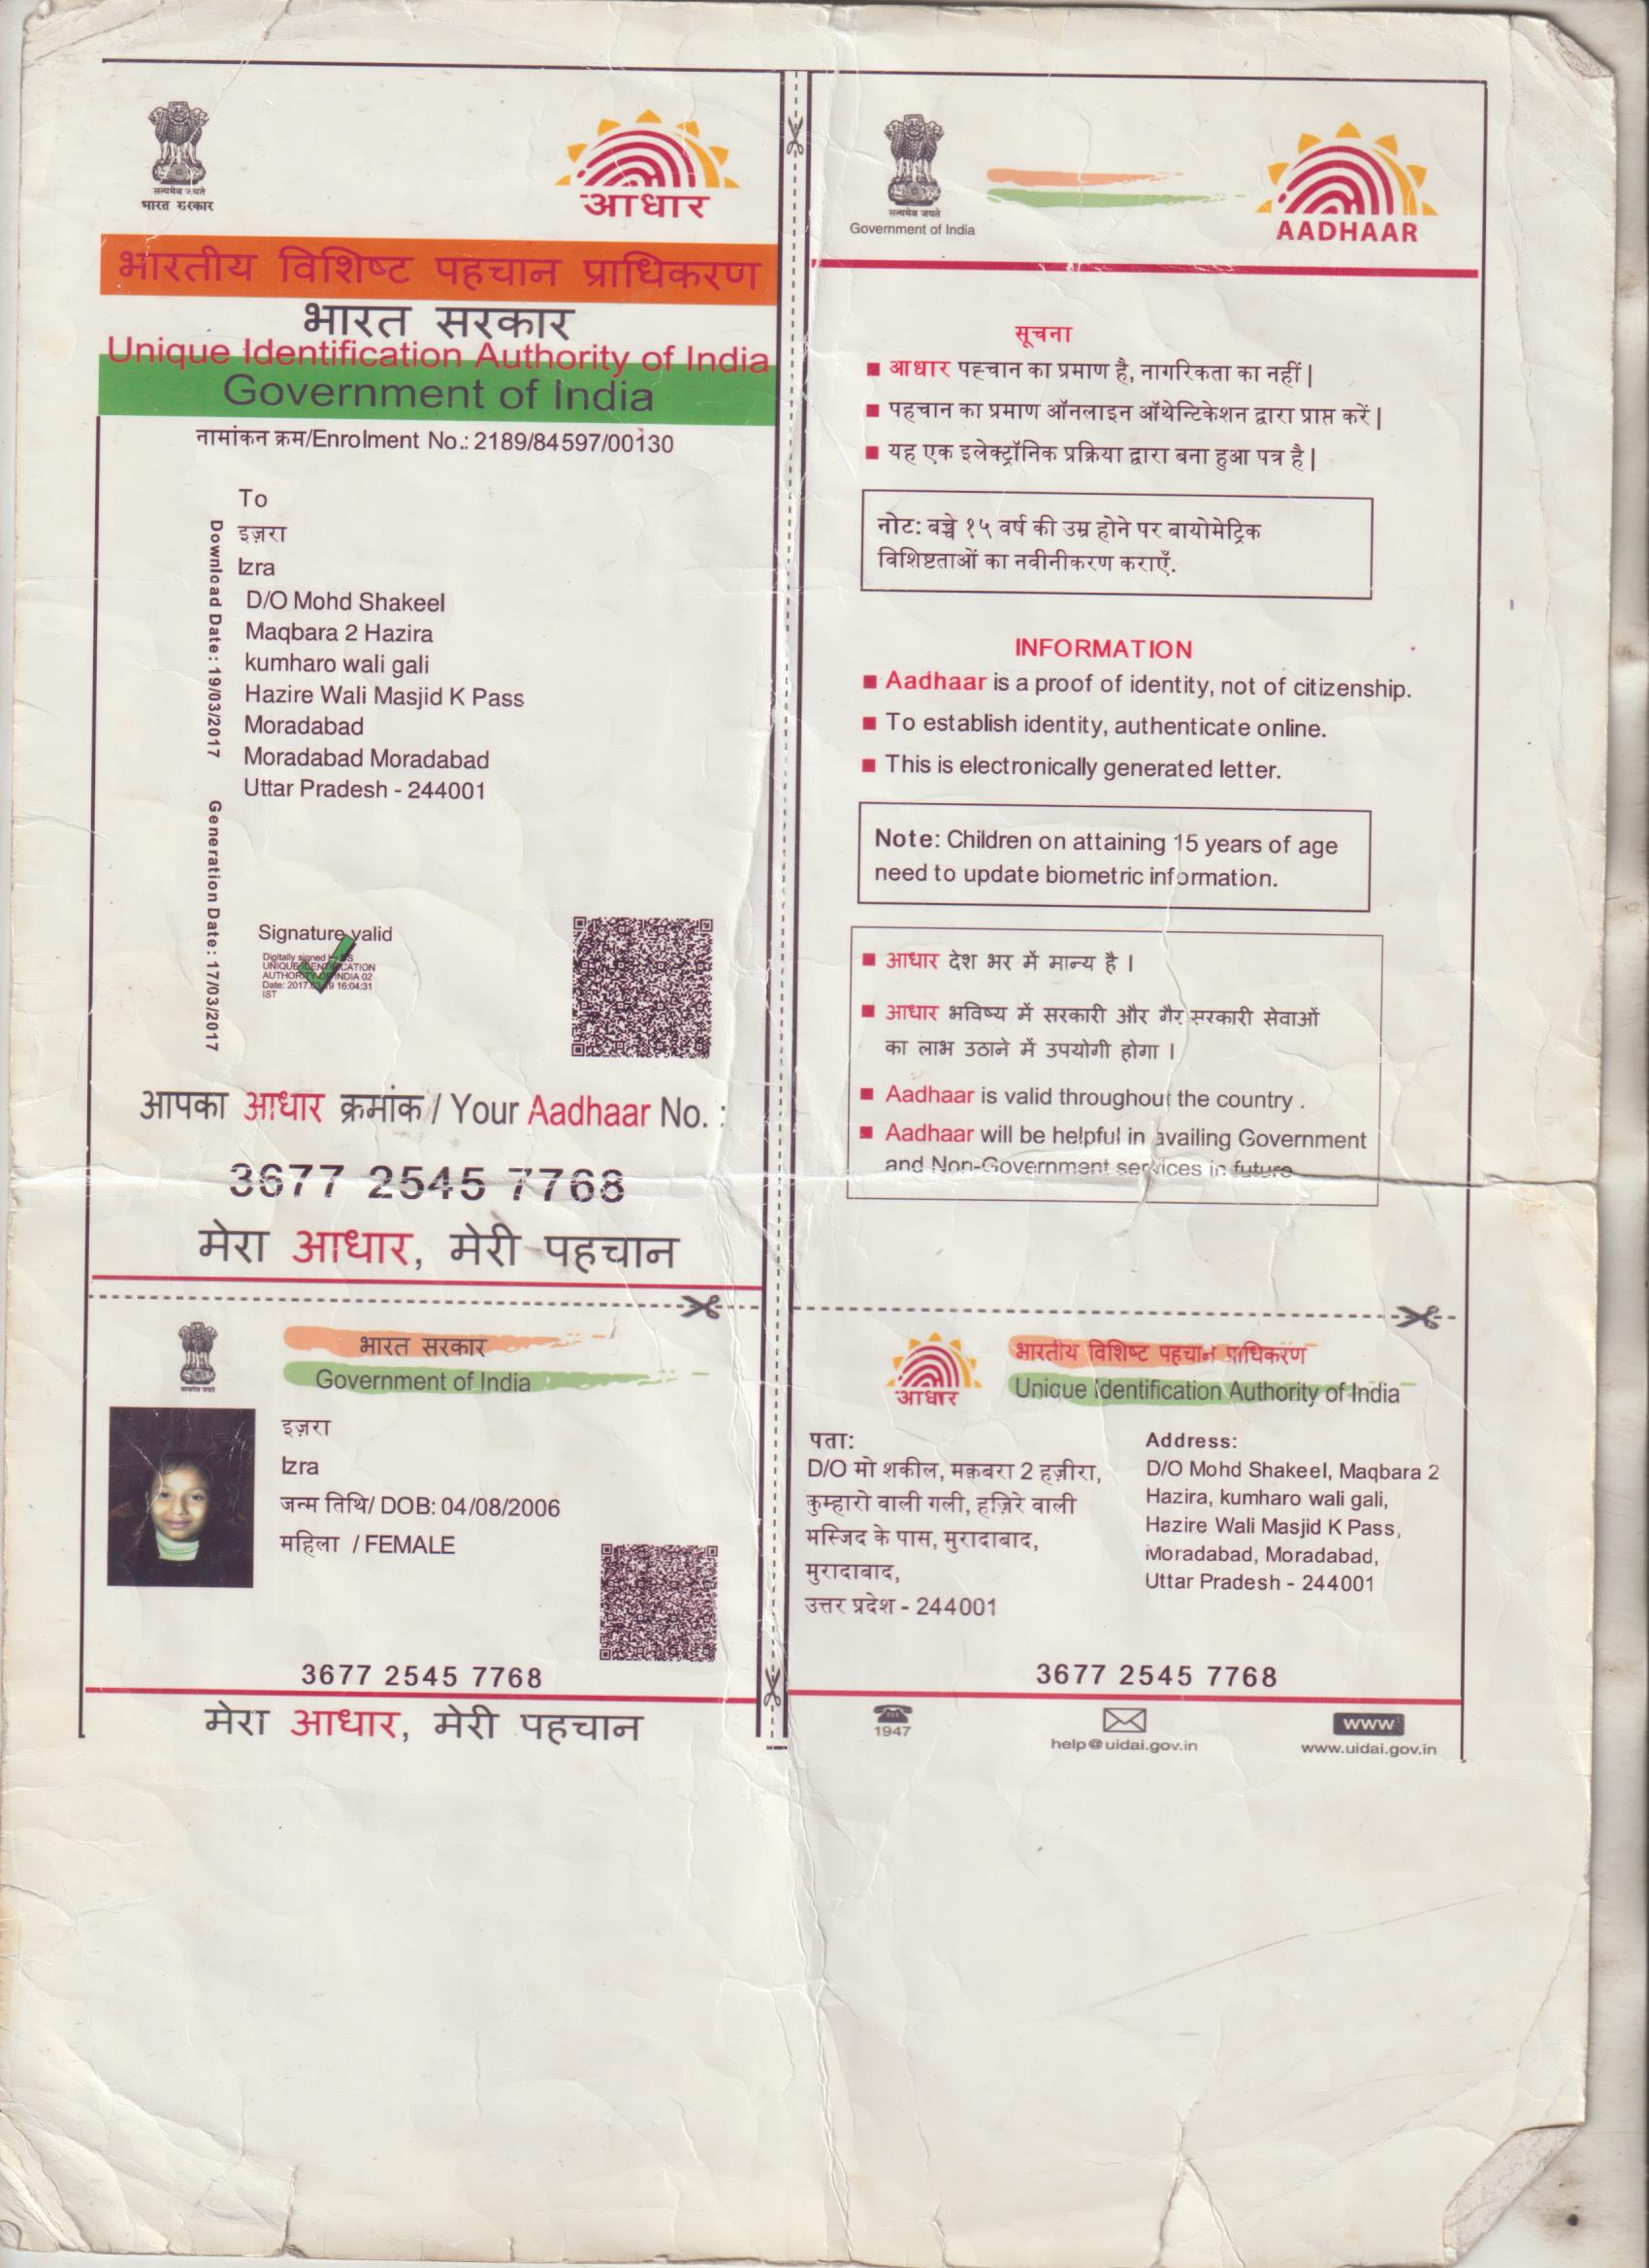 सत्यमेव जयते
भारत सरकार
आधार
भारतीय विशिष्ट पहचान प्राधिकरण
भारत सरकार
Unique Identification Authority of India
Government of India
नामांकन क्रम/Enrolment No.: 2189/84597/00130
To
इज़रा
Izra
D/O Mohd Shakeel
Maqbara 2 Hazira
kumharo wali gali
Hazire Wali Masjid K Pass
Moradabad
Moradabad Moradabad
Uttar Pradesh - 244001
Download Date: 19/03/2017
Generation Date: 17/03/2017
Signature valid
Digitally signed
UNIQUE IDENTIFICATION
AUTHORITY OF INDIA 02
Date: 2017 16:04:31
IST
आपका आधार क्रमांक / Your Aadhaar No. :
3677 2545 7768
मेरा आधार, मेरी पहचान
सत्यमेव जयते
Government of India
AADHAAR
सूचना
आधार पहचान का प्रमाण है, नागरिकता का नहीं |
पहचान का प्रमाण ऑनलाइन ऑथेन्टिकेशन द्वारा प्राप्त करें |
यह एक इलेक्ट्रॉनिक प्रक्रिया द्वारा बना हुआ पत्र है |
नोट: बच्चे १५ वर्ष की उम्र होने पर बायोमेट्रिक
विशिष्टताओं का नवीनीकरण कराएँ.
INFORMATION
Aadhaar is a proof of identity, not of citizenship.
To establish identity, authenticate online.
This is electronically generated letter.
Note: Children on attaining 15 years of age
need to update biometric information.
आधार देश भर में मान्य है ।
आधार भविष्य में सरकारी और गैर सरकारी सेवाओं
का लाभ उठाने में उपयोगी होगा ।
Aadhaar is valid throughout the country .
Aadhaar will be helpful in availing Government
and Non-Government services in future
भारत सरकार
Government of India
इज़रा
Izra
जन्म तिथि/ DOB: 04/08/2006
महिला / FEMALE
3677 2545 7768
मेरा आधार, मेरी पहचान
आधार
भारतीय विशिष्ट पहचान प्राधिकरण
Unique Identification Authority of India
पता:
D/O मो शकील, मक़बरा 2 हज़ीरा,
कुम्हारो वाली गली, हज़िरे वाली
मस्जिद के पास, मुरादाबाद,
मुरादाबाद,
उत्तर प्रदेश - 244001
Address:
D/O Mohd Shakeel, Maqbara 2
Hazira, kumharo wali gali,
Hazire Wali Masjid K Pass,
Moradabad, Moradabad,
Uttar Pradesh - 244001
3677 2545 7768
1947
help@uidai.gov.in
www
www.uidai.gov.in